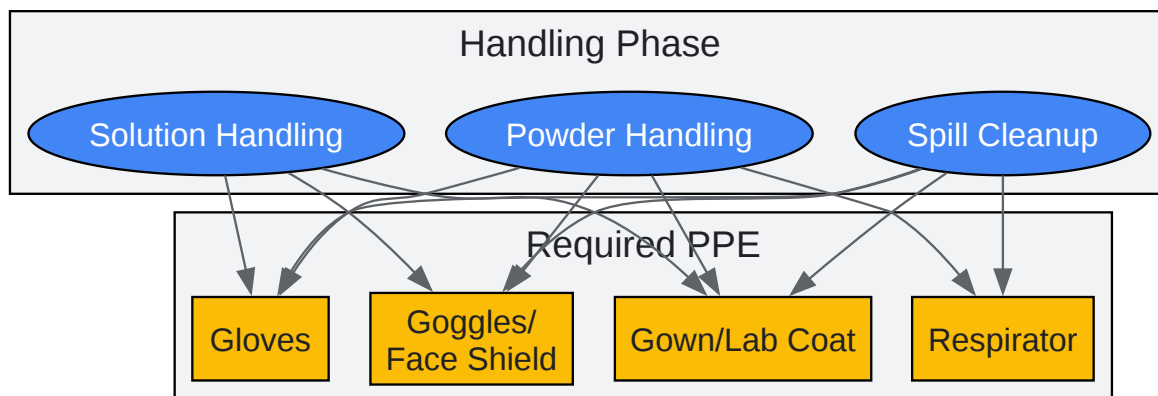 Handling Phase
Solution Handling
Powder Handling
Spill Cleanup
Required PPE
Gloves
Goggles/
Face Shield
Gown/Lab Coat
Respirator